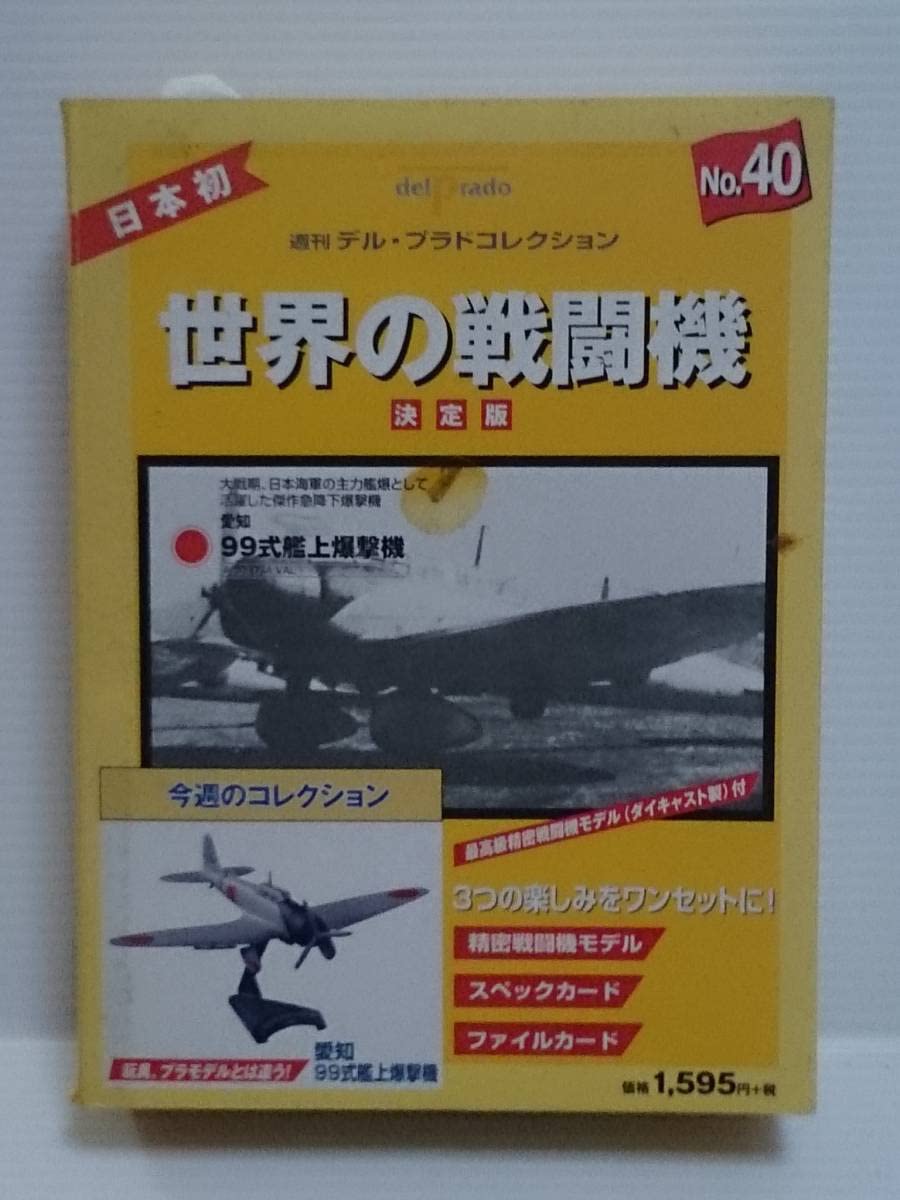 日本初
del Prado
No.40
週刊 デル・プラドコレクション
世界の戦闘機
決定版
大戦期、日本海軍の主力艦爆として
活躍した傑作急降下爆撃機
愛知
99式艦上爆撃機
最高級精密戦闘機モデル(ダイキャスト製)付
今週のコレクション
3つの楽しみをワンセットに!
精密戦闘機モデル
スペックカード
ファイルカード
玩具、プラモデルとは違う!
愛知
99式艦上爆撃機
価格 1,595円+税